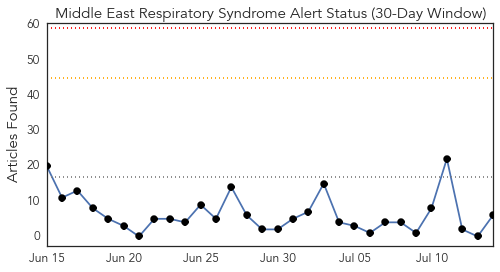 Middle East Respiratory Syndrome Alert Status (30-Day Window)
Articles Found
60
50
40
30
20
10
0
Jun 15
Jun 20
Jun 25
Jun 30
Jul 05
Jul 10